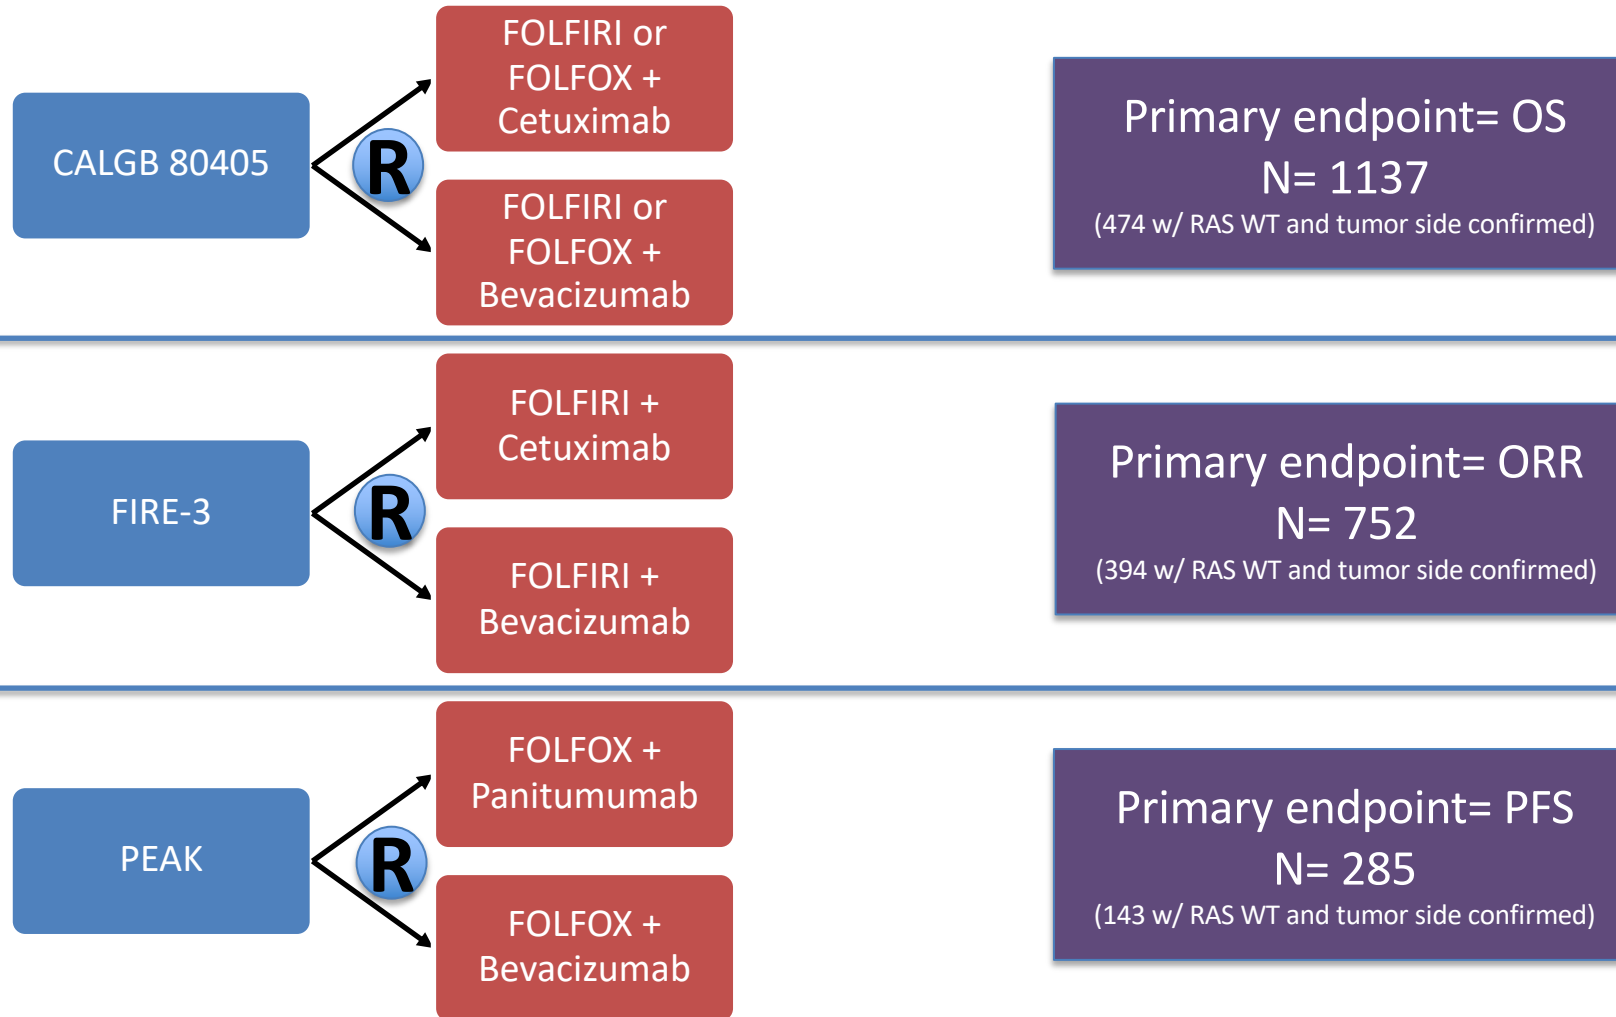 CALGB 80405
R
FOLFIRI or
FOLFOX +
Cetuximab
FOLFIRI or
FOLFOX +
Bevacizumab
Primary endpoint= OS
N= 1137
(474 w/ RAS WT and tumor side confirmed)
FIRE-3
R
FOLFIRI +
Cetuximab
FOLFIRI +
Bevacizumab
Primary endpoint= ORR
N= 752
(394 w/ RAS WT and tumor side confirmed)
PEAK
R
FOLFOX +
Panitumumab
FOLFOX +
Bevacizumab
Primary endpoint= PFS
N= 285
(143 w/ RAS WT and tumor side confirmed)